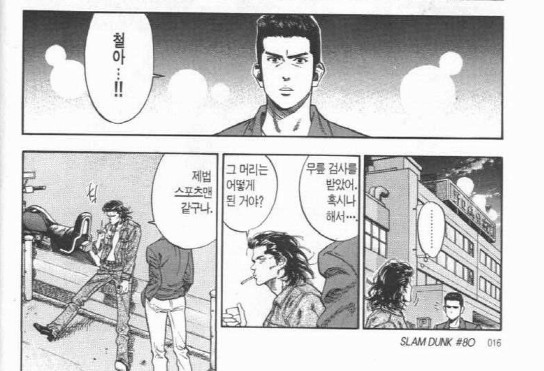 철아…!!
………
무릎 검사를
받았어.
혹시나
해서….
그 머리는
어떻게
된 거야?
제법
스포츠맨
같구나.
SLAM DUNK #80 016